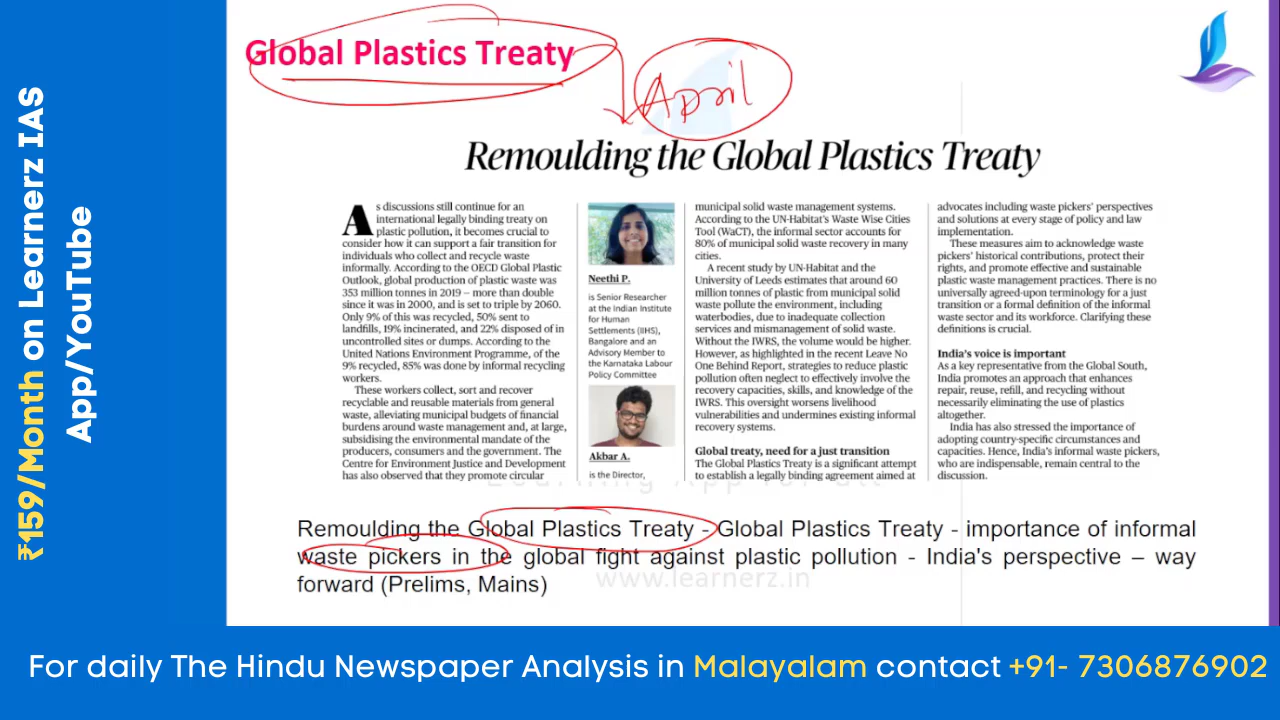 Global Plastics Treaty
April
Remoulding the Global Plastics Treaty
As discussions still continue for an
international legally binding treaty on
plastic pollution, it becomes crucial to
consider how it can support a fair transition for
individuals who collect and recycle waste
informally. According to the OECD Global Plastic
Outlook, global production of plastic waste was
353 million tonnes in 2019 – more than double
since it was in 2000, and is set to triple by 2060.
Only 9% of this was recycled, 50% sent to
landfills, 19% incinerated, and 22% disposed of in
uncontrolled sites or dumps. According to the
United Nations Environment Programme, of the
9% recycled, 85% was done by informal recycling
workers.
These workers collect, sort and recover
recyclable and reusable materials from general
waste, alleviating municipal budgets of financial
burdens around waste management and, at large,
subsidising the environmental mandate of the
producers, consumers and the government. The
Centre for Environment Justice and Development
has also observed that they promote circular
Neethi P.
is Senior Researcher
at the Indian Institute
for Human
Settlements (IIHS),
Bangalore and an
Advisory Member to
the Karnataka Labour
Policy Committee
Akbar A.
is the Director,
municipal solid waste management systems.
According to the UN-Habitat's Waste Wise Cities
Tool (WaCT), the informal sector accounts for
80% of municipal solid waste recovery in many
cities.
A recent study by UN-Habitat and the
University of Leeds estimates that around 60
million tonnes of plastic from municipal solid
waste pollute the environment, including
waterbodies, due to inadequate collection
services and mismanagement of solid waste.
Without the IWRS, the volume would be higher.
However, as highlighted in the recent Leave No
One Behind Report, strategies to reduce plastic
pollution often neglect to effectively involve the
recovery capacities, skills, and knowledge of the
IWRS. This oversight worsens livelihood
vulnerabilities and undermines existing informal
recovery systems.
Global treaty, need for a just transition
The Global Plastics Treaty is a significant attempt
to establish a legally binding agreement aimed at
advocates including waste pickers' perspectives
and solutions at every stage of policy and law
implementation.
These measures aim to acknowledge waste
pickers' historical contributions, protect their
rights, and promote effective and sustainable
plastic waste management practices. There is no
universally agreed-upon terminology for a just
transition or a formal definition of the informal
waste sector and its workforce. Clarifying these
definitions is crucial.
India's voice is important
As a key representative from the Global South,
India promotes an approach that enhances
repair, reuse, refill, and recycling without
necessarily eliminating the use of plastics
altogether.
India has also stressed the importance of
adopting country-specific circumstances and
capacities. Hence, India's informal waste pickers,
who are indispensable, remain central to the
discussion.
Remoulding the Global Plastics Treaty - Global Plastics Treaty - importance of informal
waste pickers in the global fight against plastic pollution - India's perspective – way
forward (Prelims, Mains)
www.learnerz.in
₹159/Month on Learnerz IAS
App/YouTube
For daily The Hindu Newspaper Analysis in Malayalam contact +91- 7306876902